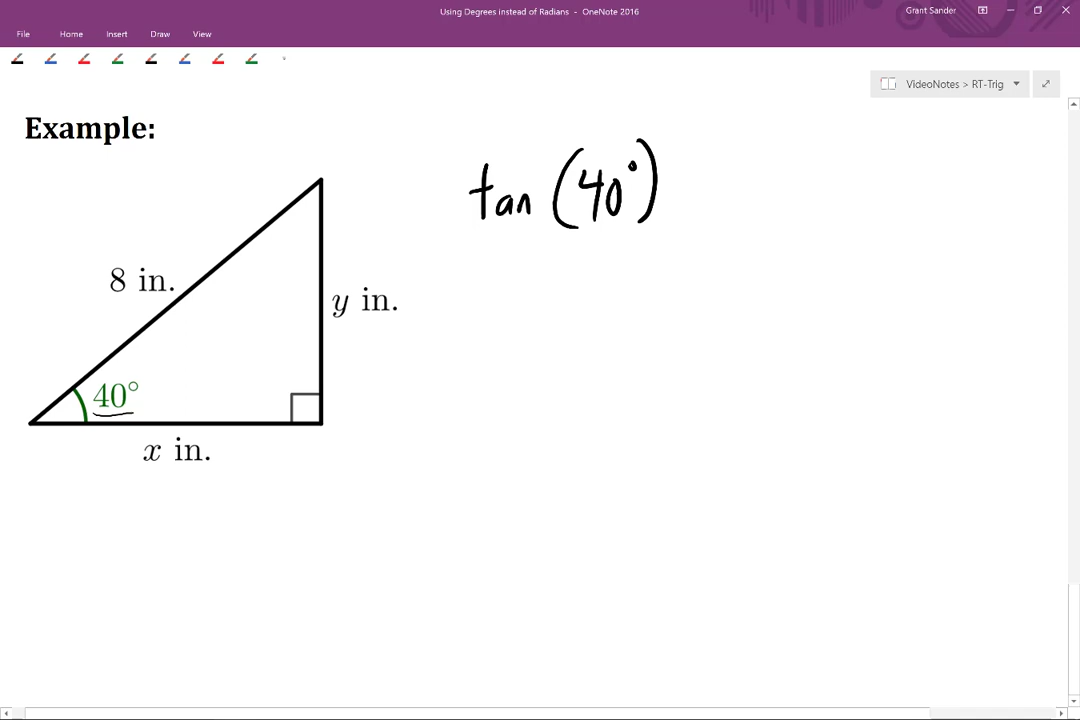 Using Degrees instead of Radians - OneNote 2016
Grant Sander
File Home Insert Draw View
VideoNotes > RT-Trig
Example:
tan (40°)
8 in.
y in.
40°
x in.